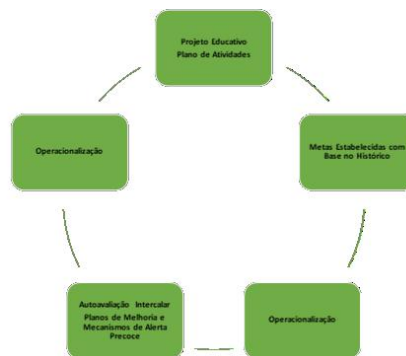 Projeto Educativo
Plano de Atividades
Metas Estabelecidas com
Base no Histórico
Operacionalização
Autoavaliação Intercalar
Planos de Melhoria e
Mecanismos de Alerta
Precoce
Operacionalização